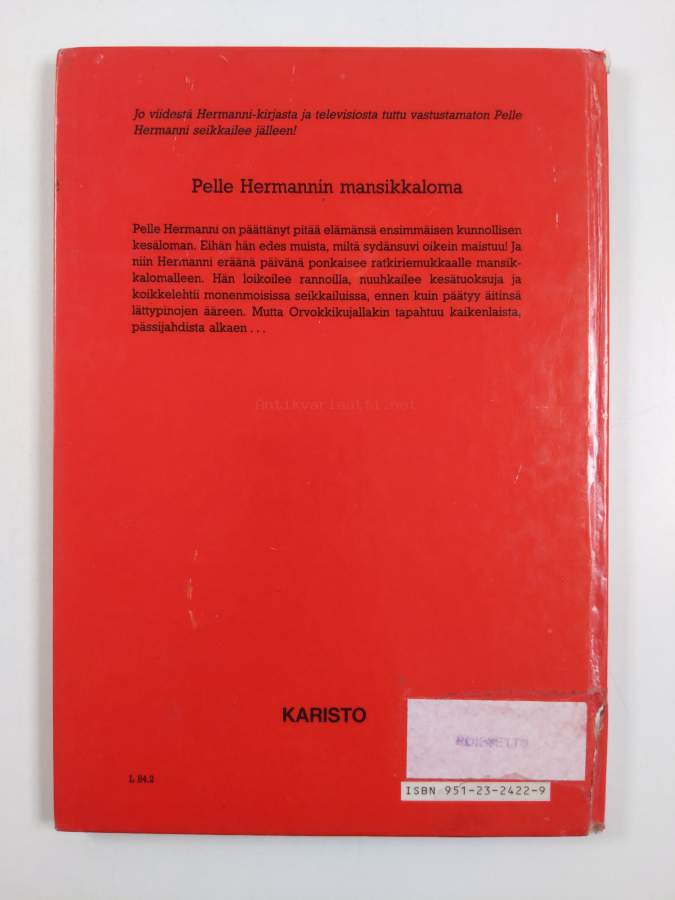 Jo viidestä Hermanni-kirjasta ja televisiosta tuttu vastustamaton Pelle
Hermanni seikkailee jälleen!
Pelle Hermannin mansikkaloma
Pelle Hermanni on päättänyt pitää elämänsä ensimmäisen kunnollisen
kesäloman. Eihän hän edes muista, miltä sydänsuvi oikein maistuu! Ja
niin Hermanni eräänä päivänä ponkaisee ratkiriemukkaalle mansik-
kalomalleen. Hän loikoilee rannoilla, nuuhkailee kesätuoksuja ja
koikkelehtii monenmoisissa seikkailuissa, ennen kuin päätyy äitinsä
lättypinojen ääreen. Mutta Orvokkikujallakin tapahtuu kaikenlaista,
pässijahdista alkaen . . .
Antikvariaatti.net
KARISTO
L 84.2
ISBN 951-23-2422-9